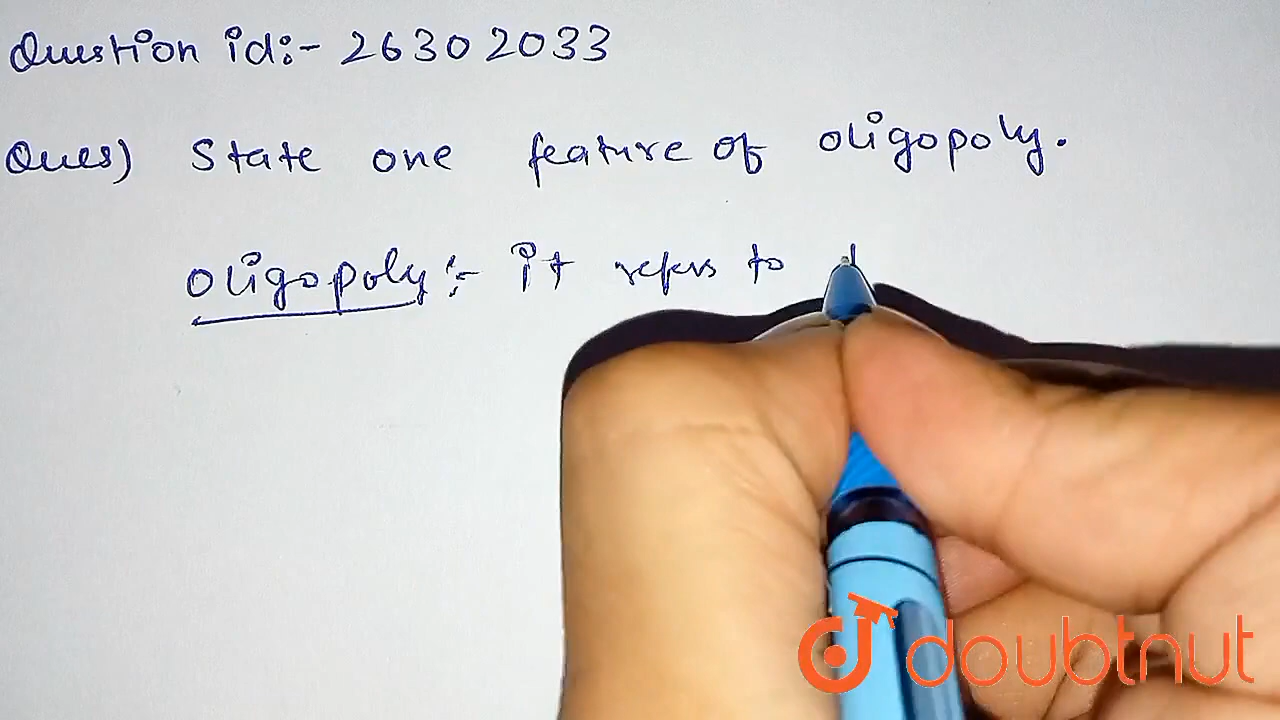 Question id:- 26302033
Ques) State one feature of oligopoly.
oligopoly:- it refers to
doubtnut